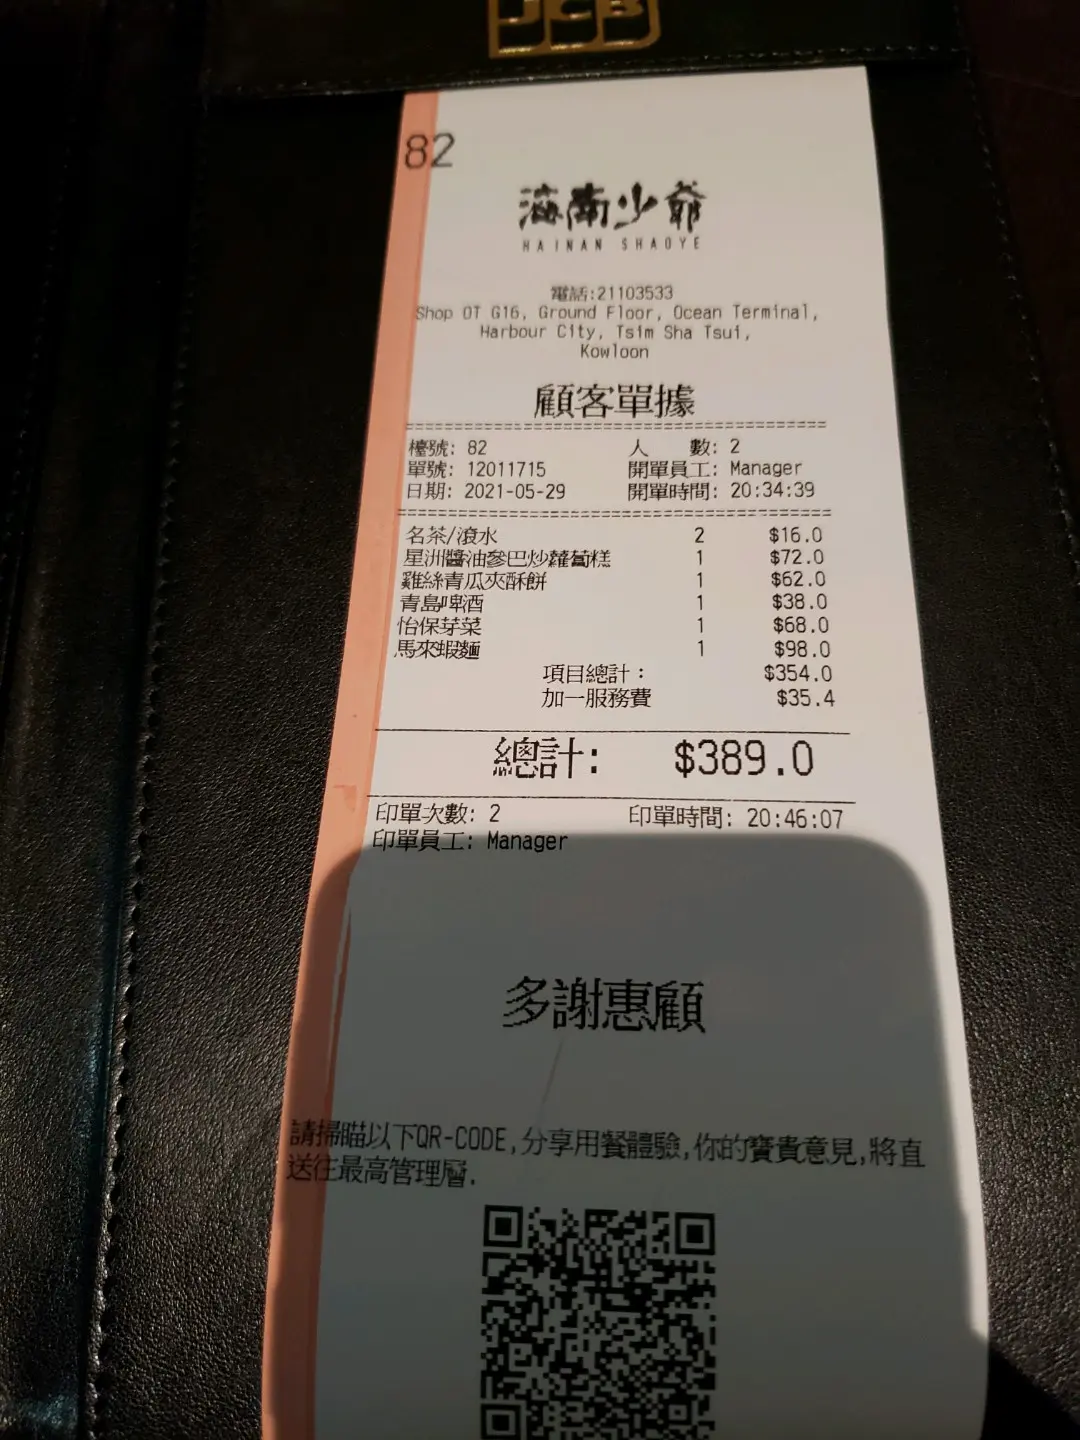 JCB
82
海南少爺
HAINAN SHAOYE
電話:21103533
Shop OT G16, Ground Floor, Ocean Terminal,
Harbour City, Tsim Sha Tsui,
Kowloon
顧客單據
檯號: 82 人 數: 2
單號: 12011715 開單員工: Manager
日期: 2021-05-29 開單時間: 20:34:39
名茶/滾水 2 $16.0
星洲醬油參巴炒蘿蔔糕 1 $72.0
雞絲青瓜夾酥餅 1 $62.0
青島啤酒 1 $38.0
怡保芽菜 1 $68.0
馬來蝦麵 1 $98.0
項目總計: $354.0
加一服務費 $35.4
總計: $389.0
印單次數: 2 印單時間: 20:46:07
印單員工: Manager
多謝惠顧
請掃瞄以下QR-CODE,分享用餐體驗,你的寶貴意見,將直
送往最高管理層.